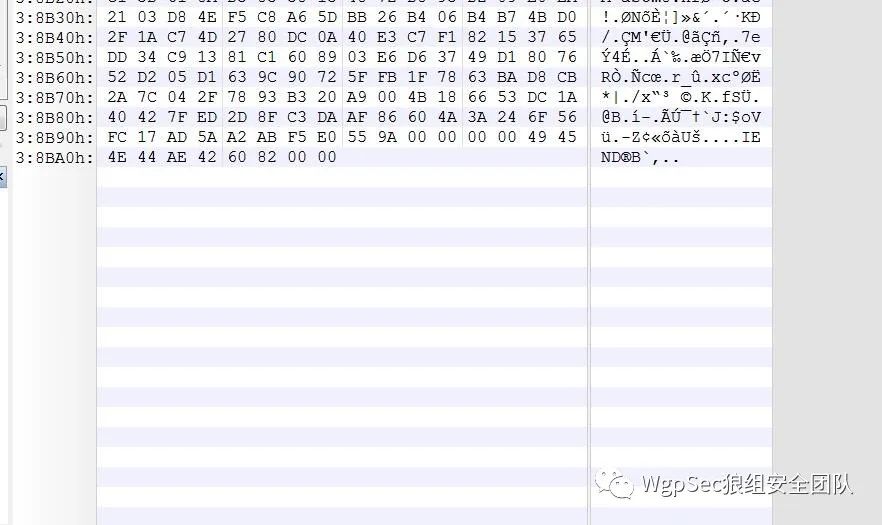 3:8B30h: 21 03 D8 4E F5 C8 A6 5D BB 26 B4 06 B4 B7 4B D0 !.ØNõÈ¦]»&´.´·KÐ
3:8B40h: 2F 1A C7 4D 27 80 DC 0A 40 E3 C7 F1 82 15 37 65 /.ÇM'€Ü.@ãÇñ‚.7e
3:8B50h: DD 34 C9 13 81 C1 60 89 03 E6 D6 37 49 D1 80 76 Ý4É..Á`‰.æÖ7IÑ€v
3:8B60h: 52 D2 05 D1 63 9C 90 72 5F FB 1F 78 63 BA D8 CB RÒ.Ñcœ.r_û.xcºØË
3:8B70h: 2A 7C 04 2F 78 93 B3 20 A9 00 4B 18 66 53 DC 1A *|./x“³ ©.K.fSÜ.
3:8B80h: 40 42 7F ED 2D 8F C3 DA AF 86 60 4A 3A 24 6F 56 @B.í-.ÃÚ¯†`J:$oV
3:8B90h: FC 17 AD 5A A2 AB F5 E0 55 9A 00 00 00 00 49 45 ü.-Z¢«õàUš....IE
3:8BA0h: 4E 44 AE 42 60 82 00 00 ND®B`‚..
WgpSec狼组安全团队